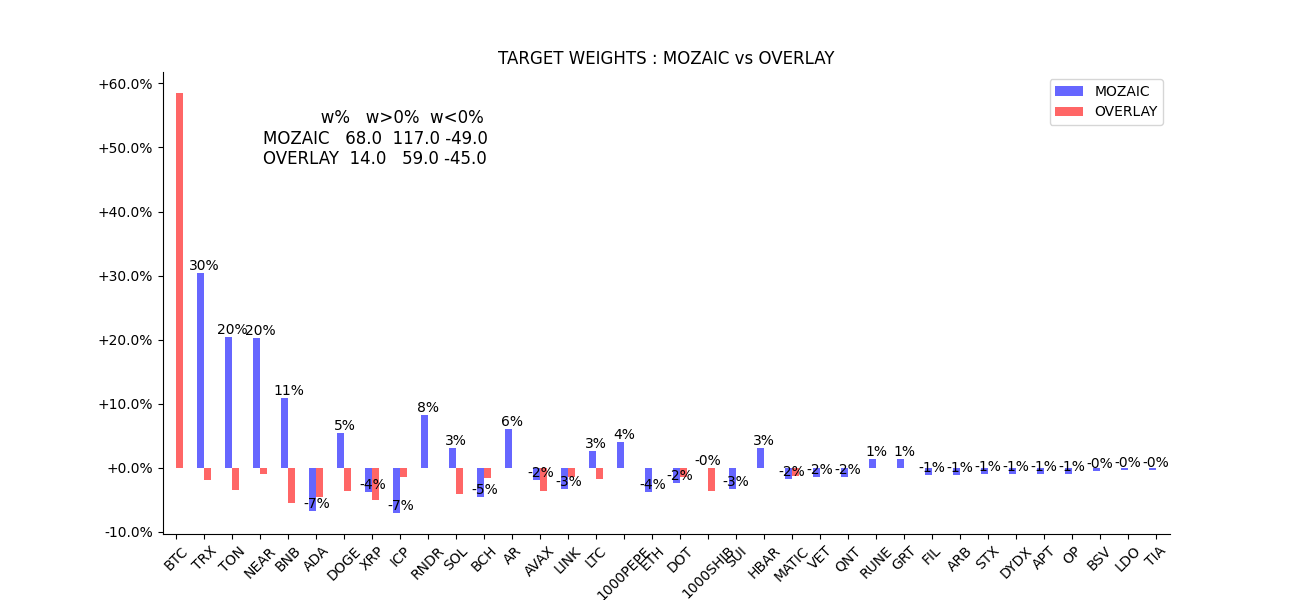 TARGET WEIGHTS : MOZAIC vs OVERLAY
MOZAIC
OVERLAY
w% w>0% w<0%
MOZAIC 68.0 117.0 -49.0
OVERLAY 14.0 59.0 -45.0
+60.0%
+50.0%
+40.0%
+30.0%
+20.0%
+10.0%
+0.0%
-10.0%
30%
20%
20%
11%
-7%
5%
-4%
-7%
8%
3%
-5%
6%
-2%
-3%
3%
4%
-4%
-2%
-0%
-3%
3%
-2%
-2%
-2%
1%
1%
-1%
-1%
-1%
-1%
-1%
-1%
-0%
-0%
-0%
BTC
TRX
TON
NEAR
BNB
ADA
DOGE
XRP
ICP
RNDR
SOL
BCH
AR
AVAX
LINK
LTC
1000PEPE
ETH
DOT
1000SHIB
SUI
HBAR
MATIC
VET
QNT
RUNE
GRT
FIL
ARB
STX
DYDX
APT
OP
BSV
LDO
TIA